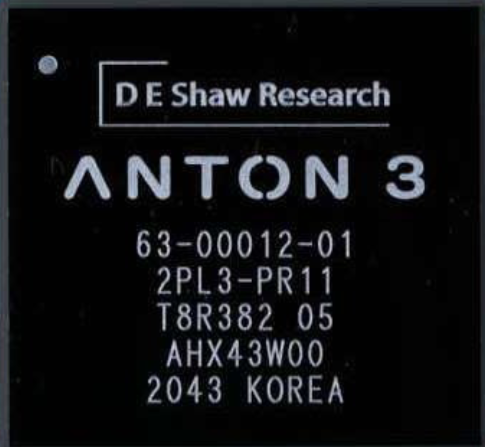 D E Shaw Research
ANTON 3
63-00012-01
2PL3-PR11
T8R382 05
AHX43W00
2043 KOREA